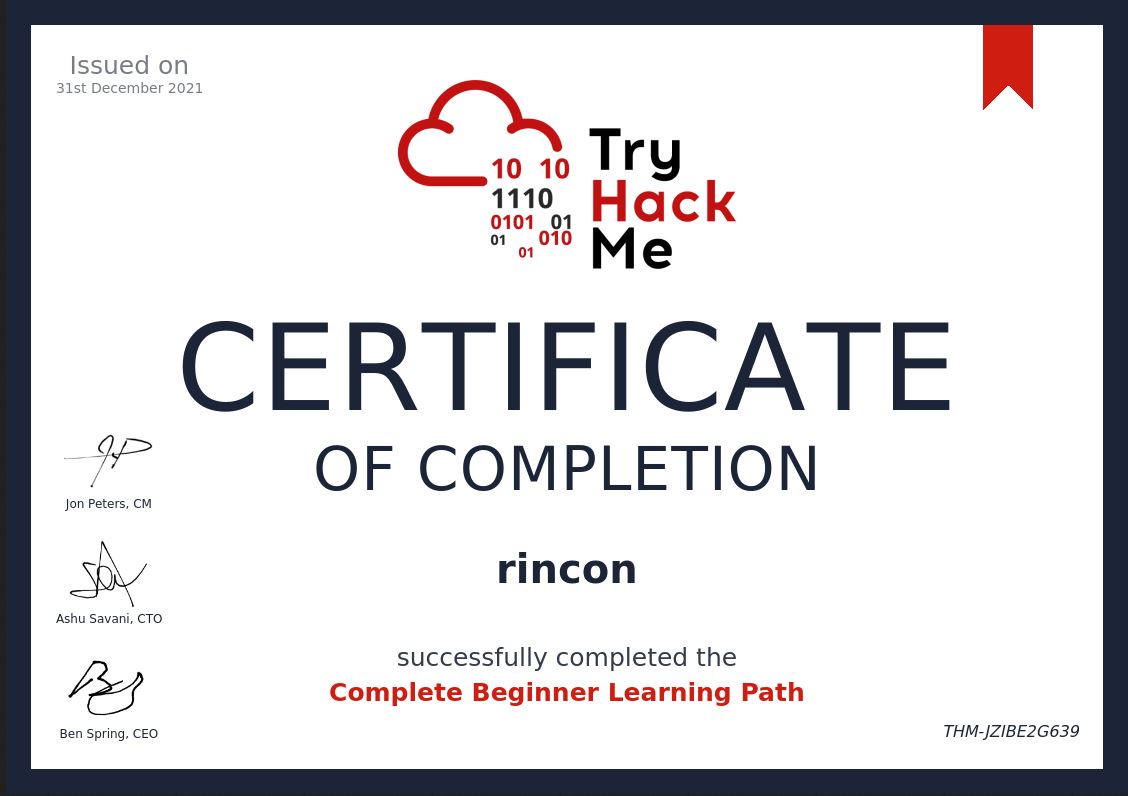 Issued on
31st December 2021
10 10
1110
0101 01
01 010
01
Try
Hack
Me
CERTIFICATE
OF COMPLETION
Jon Peters, CM
rincon
Ashu Savani, CTO
successfully completed the
Complete Beginner Learning Path
Ben Spring, CEO
THM-JZIBE2G639